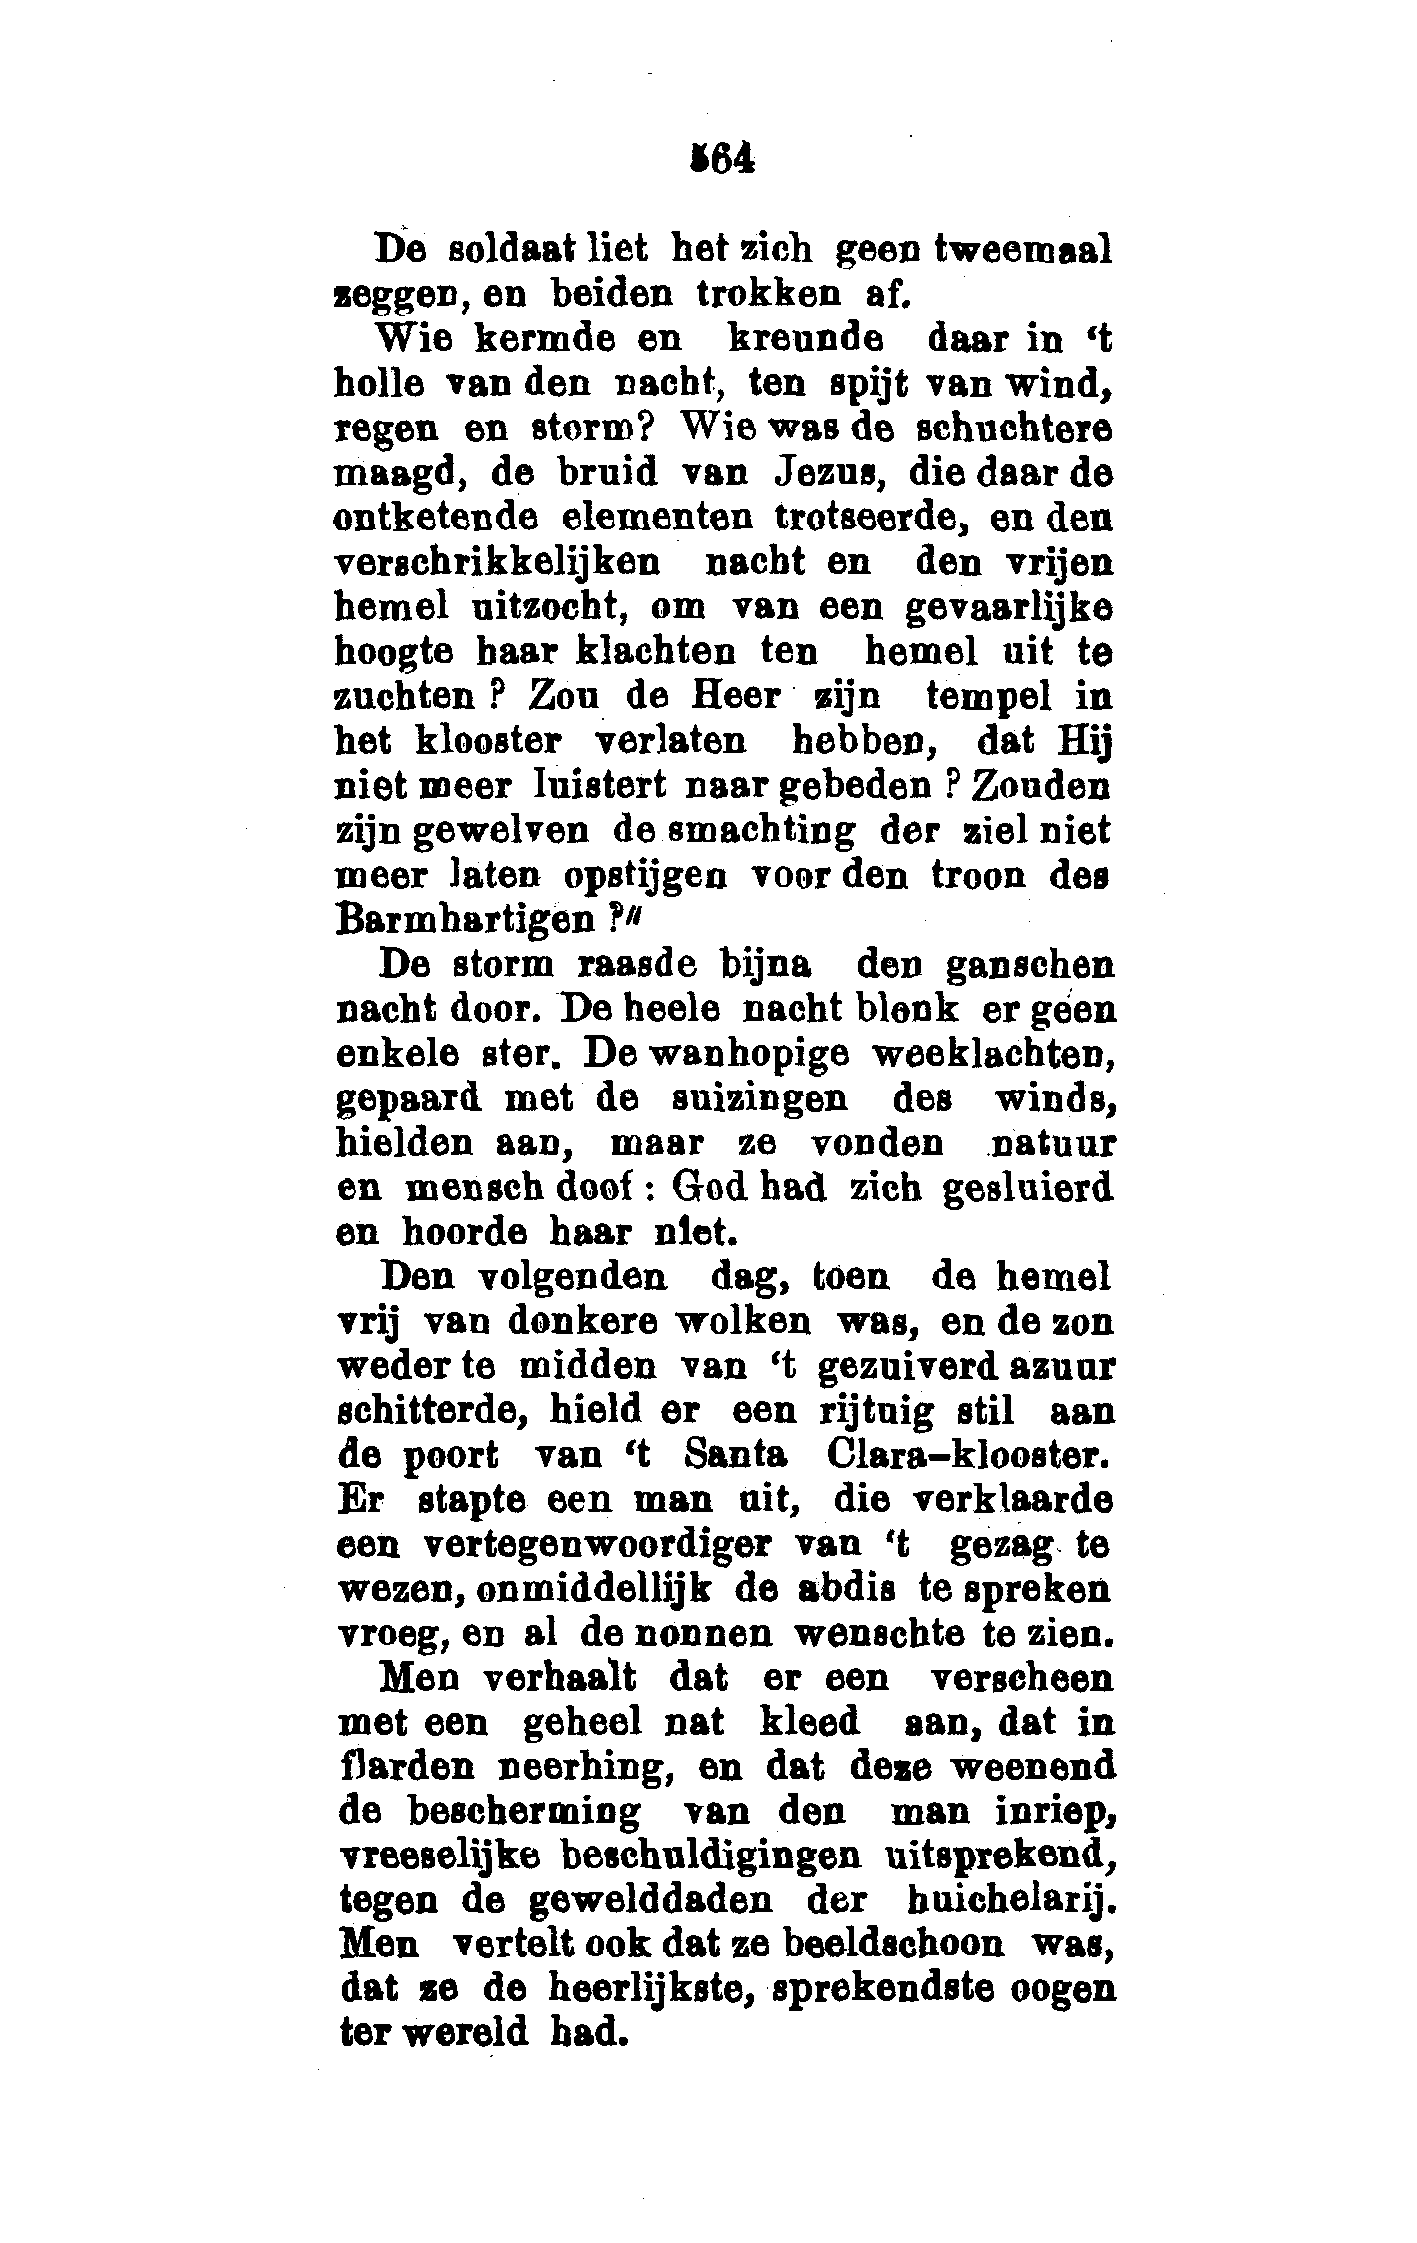 564
De soldaat liet het zich geen tweemaal
zeggen, en beiden trokken af.
Wie kermde en kreunde daar in ‘t
holle van den nacht, ten spijt van wind,
regen en storm? Wie was de schuchtere
maagd, de bruid van Jezus, die daar de
ontketende elementen trotseerde, en den
verschrikkelijken nacht en den vrijen
hemel uitzocht, om van een gevaarlijke
hoogte haar klachten ten hemel uit te
zuchten ? Zou de Heer zijn tempel in
het klooster verlaten hebben, dat Hij
niet meer luistert naar gebeden ? Zouden
zijn gewelven de smachting der ziel niet
meer laten opstijgen voor den troon des
Barmhartigen ?"
De storm raasde bijna den ganschen
nacht door. De heele nacht blonk er géen
enkele ster. De wanhopige weeklachten,
gepaard met de suizingen des winds,
hielden aan, maar ze vonden natuur
en mensch doof : God had zich gesluierd
en hoorde haar niet.
Den volgenden dag, toen de hemel
vrij van donkere wolken was, en de zon
weder te midden van ‘t gezuiverd azuur
schitterde, hield er een rijtuig stil aan
de poort van ‘t Santa Clara-klooster.
Er stapte een man uit, die verklaarde
een vertegenwoordiger van ‘t gezag te
wezen, onmiddellijk de abdis te spreken
vroeg, en al de nonnen wenschte te zien.
Men verhaalt dat er een verscheen
met een geheel nat kleed aan, dat in
flarden neerhing, en dat deze weenend
de bescherming van den man inriep,
vreeselijke beschuldigingen uitsprekend,
tegen de gewelddaden der huichelarij.
Men vertelt ook dat ze beeldschoon was,
dat ze de heerlijkste, sprekendste oogen
ter wereld had.